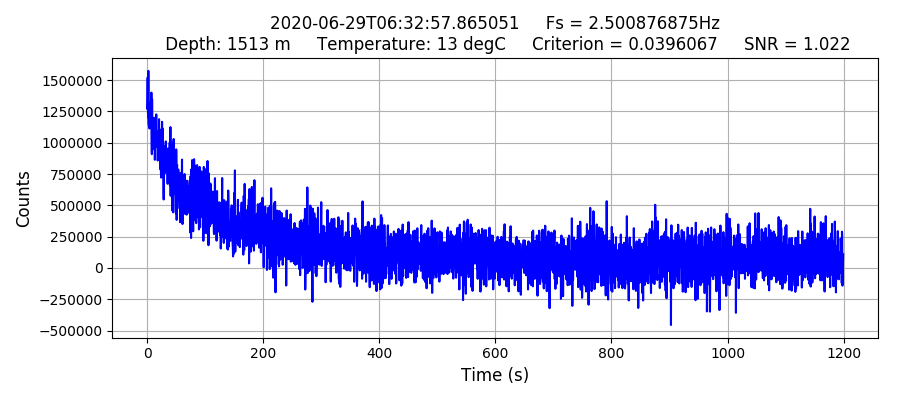 2020-06-29T06:32:57.865051 Fs = 2.500876875Hz
Depth: 1513 m Temperature: 13 degC Criterion = 0.0396067 SNR = 1.022
Counts
1500000
1250000
1000000
750000
500000
250000
0
−250000
−500000
0 200 400 600 800 1000 1200
Time (s)